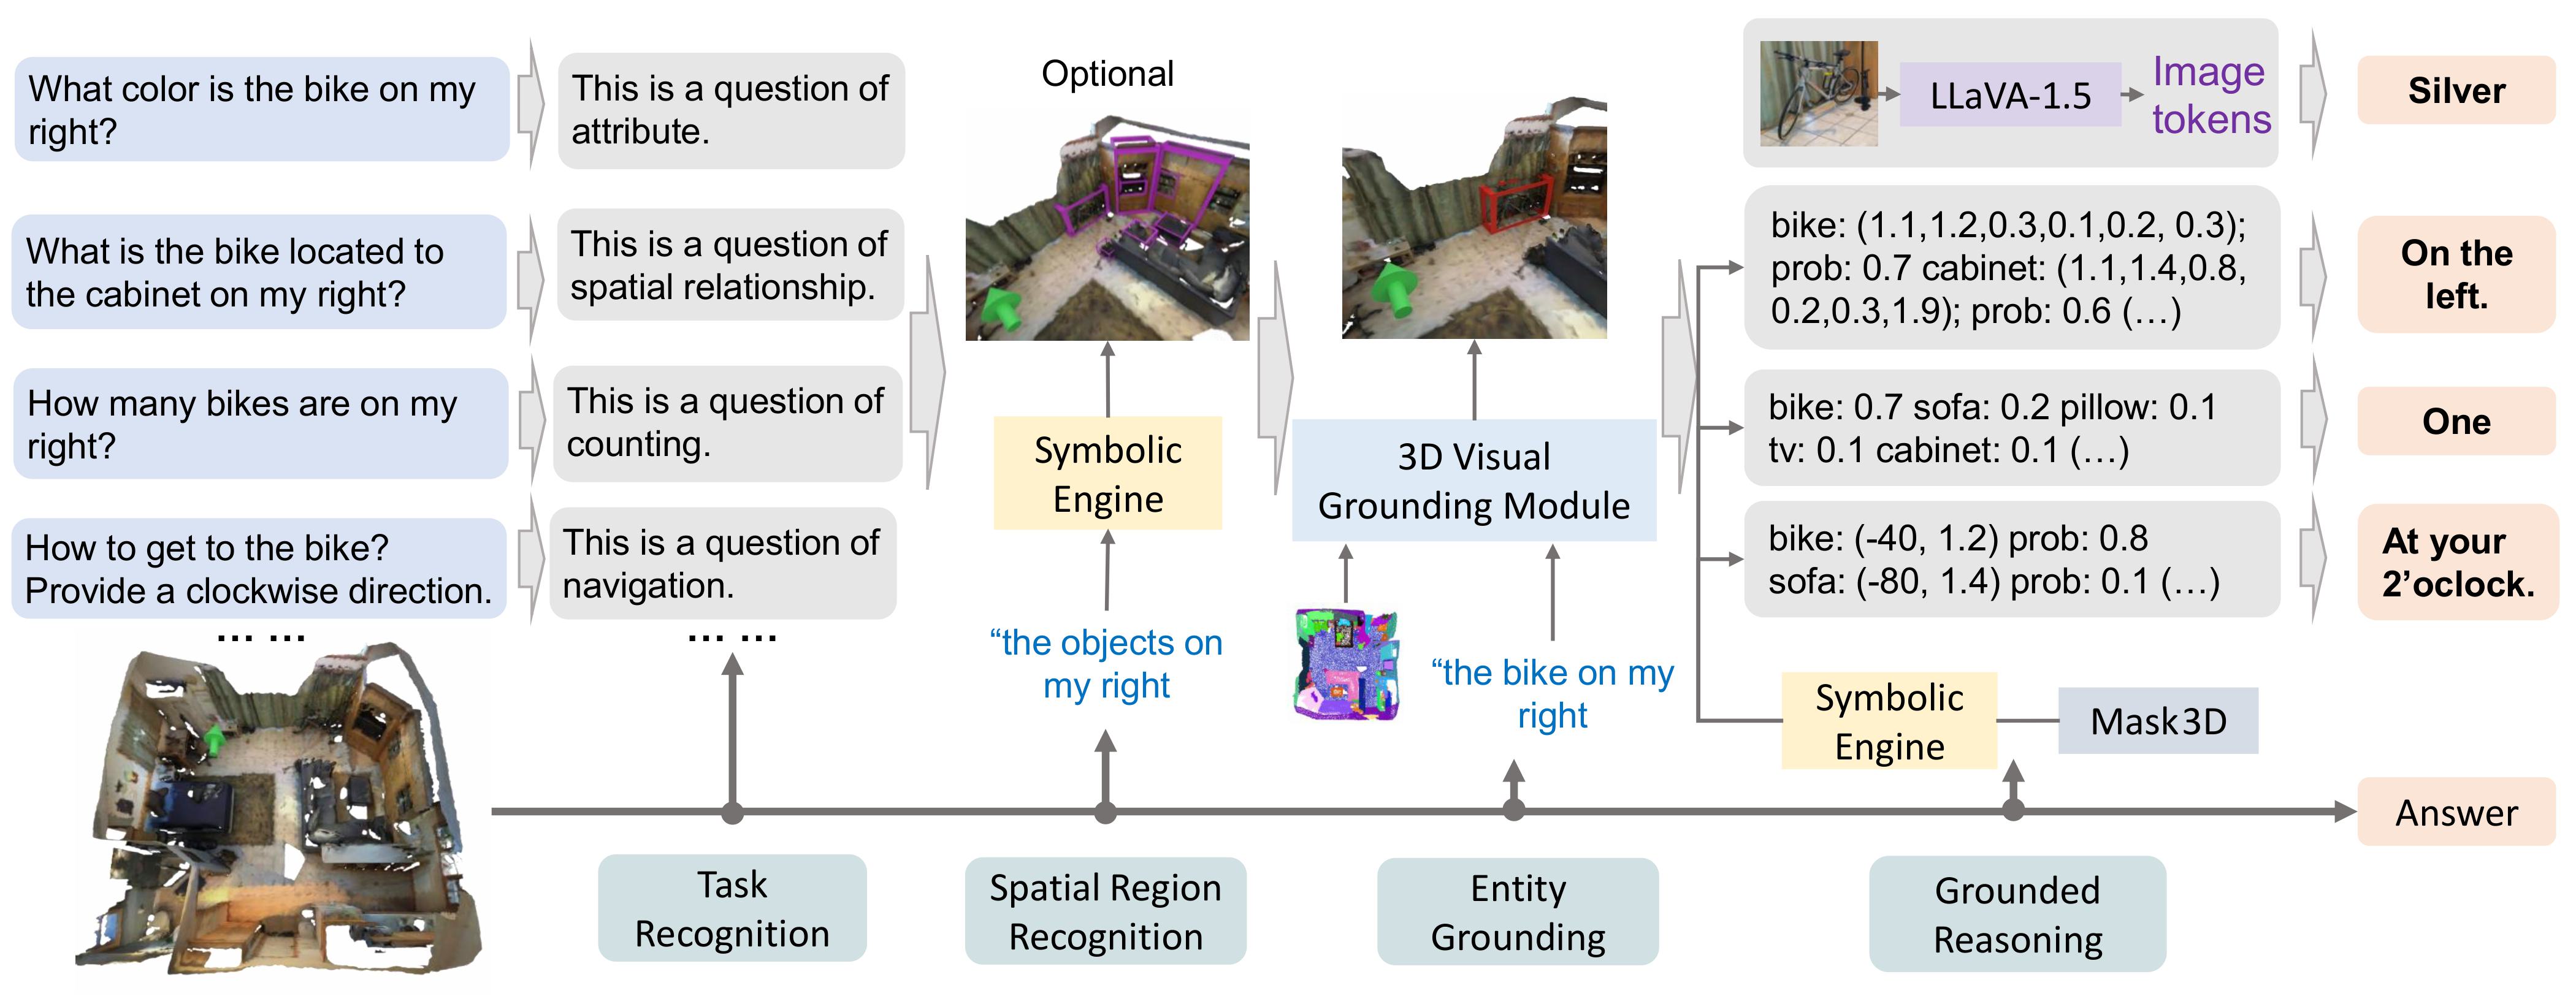 What color is the bike on my
right?
This is a question of
attribute.
Optional
LLaVA-1.5
Image
tokens
Silver
What is the bike located to
the cabinet on my right?
This is a question of
spatial relationship.
bike: (1.1,1.2,0.3,0.1,0.2, 0.3);
prob: 0.7 cabinet: (1.1,1.4,0.8,
0.2,0.3,1.9); prob: 0.6 (…)
On the
left.
How many bikes are on my
right?
This is a question of
counting.
Symbolic
Engine
3D Visual
Grounding Module
bike: 0.7 sofa: 0.2 pillow: 0.1
tv: 0.1 cabinet: 0.1 (…)
One
How to get to the bike?
Provide a clockwise direction.
This is a question of
navigation.
bike: (-40, 1.2) prob: 0.8
sofa: (-80, 1.4) prob: 0.1 (…)
At your
2’oclock.
... ...
... ...
“the objects on
my right
“the bike on my
right
Symbolic
Engine
Mask3D
Answer
Task
Recognition
Spatial Region
Recognition
Entity
Grounding
Grounded
Reasoning